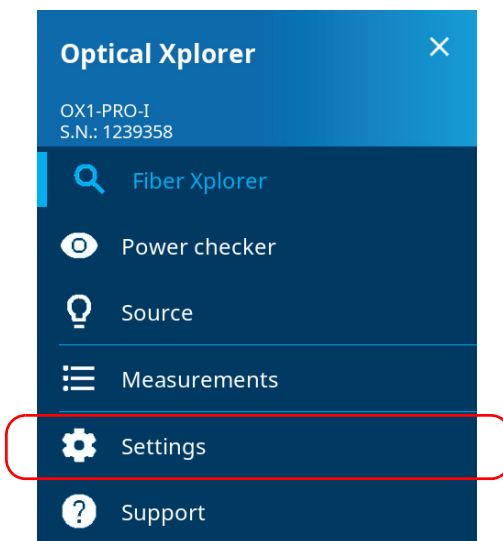 Optical Xplorer
OX1-PRO-I
S.N.: 1239358
Fiber Xplorer
Power checker
Source
Measurements
Settings
Support